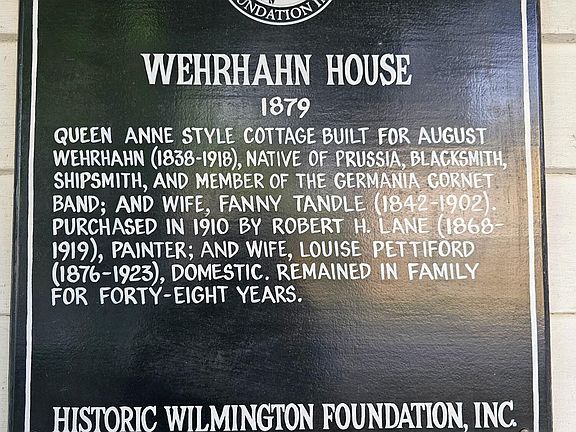 FOUNDATION IN
WEHRHAHN HOUSE
1879
QUEEN ANNE STYLE COTTAGE BUILT FOR AUGUST
WEHRHAHN (1838-1918), NATIVE OF PRUSSIA, BLACKSMITH,
SHIPSMITH, AND MEMBER OF THE GERMANIA CORNET
BAND; AND WIFE, FANNY TANDLE (1842-1902).
PURCHASED IN 1910 BY ROBERT H. LANE (1868-
1919), PAINTER; AND WIFE, LOUISE PETTIFORD
(1876-1923), DOMESTIC. REMAINED IN FAMILY
FOR FORTY-EIGHT YEARS.
HISTORIC WILMINGTON FOUNDATION, INC.